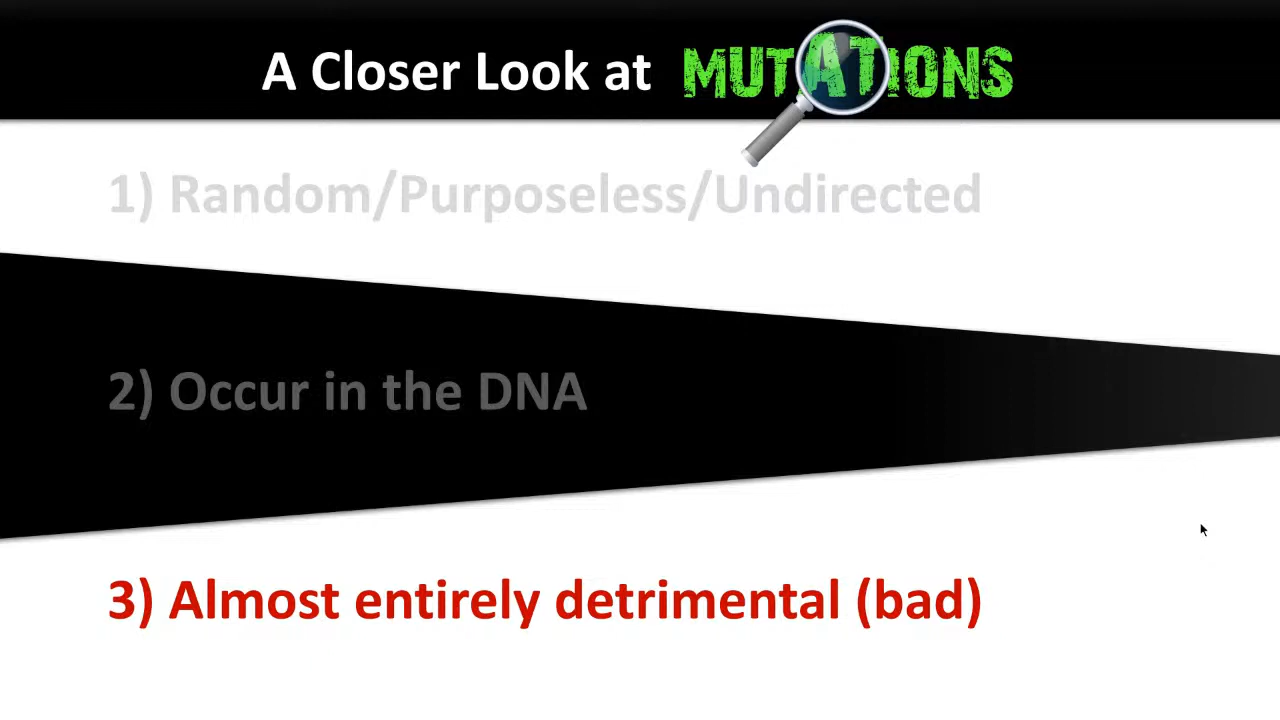 A Closer Look at MUTATIONS
1) Random/Purposeless/Undirected
2) Occur in the DNA
3) Almost entirely detrimental (bad)